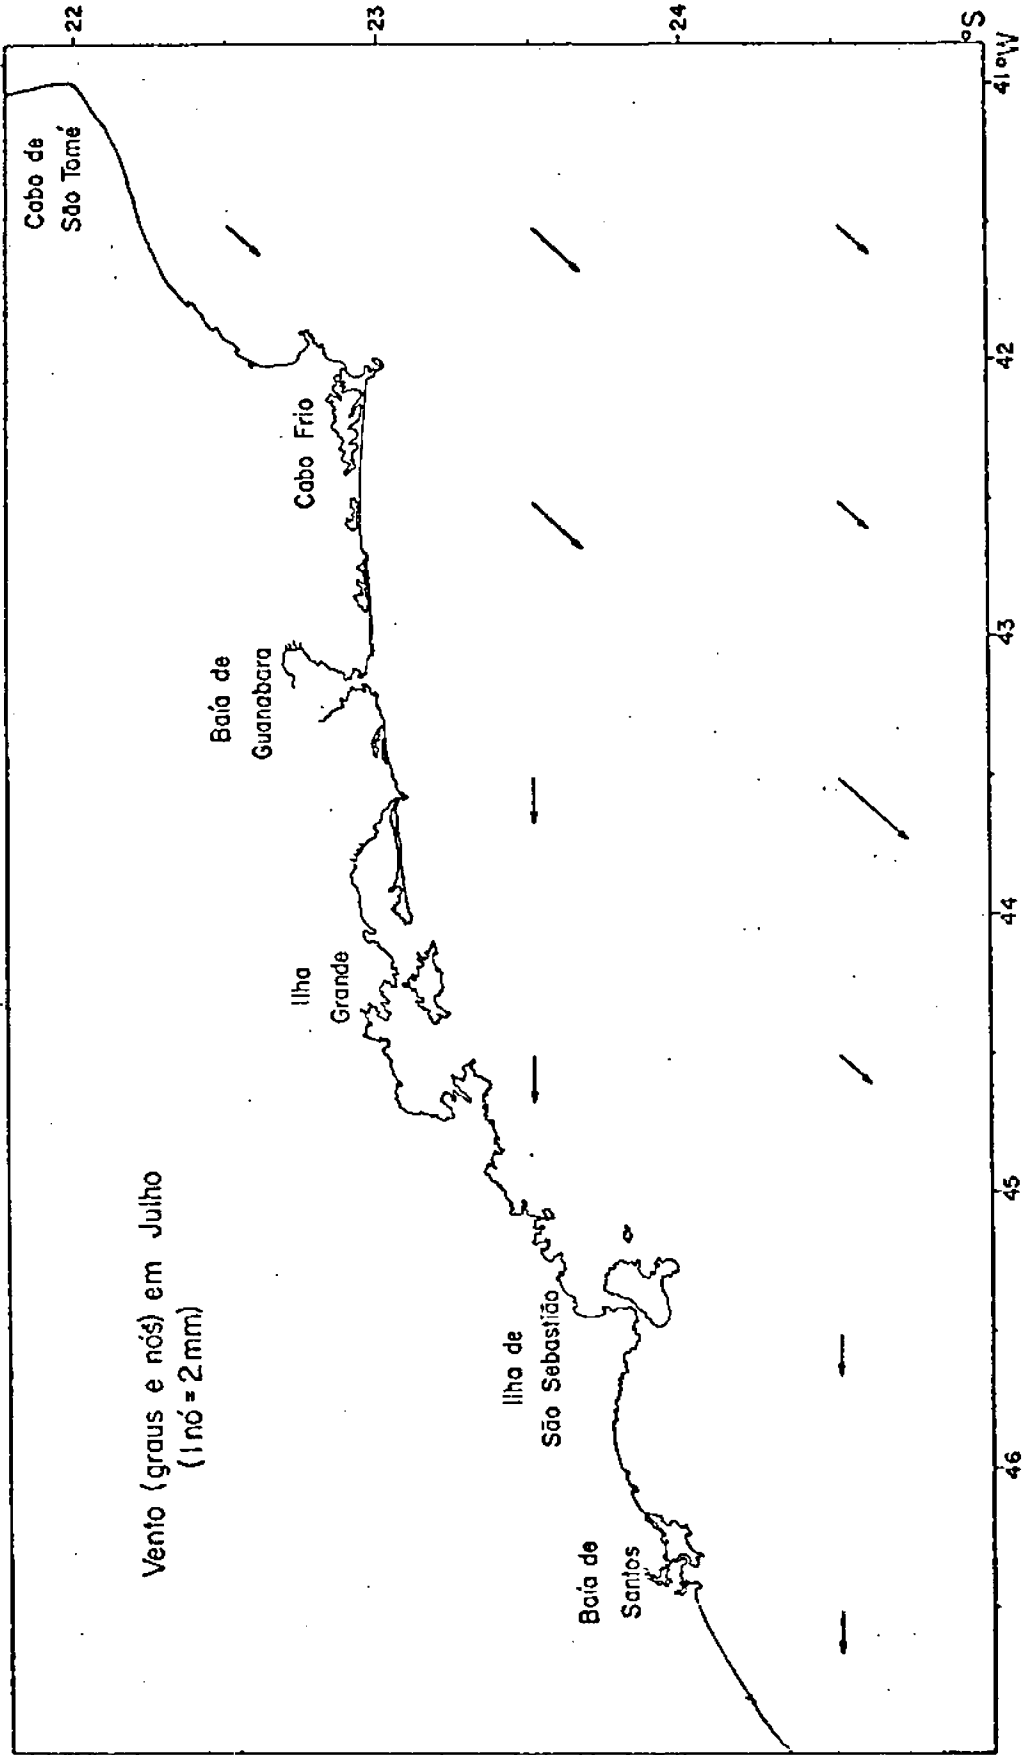 Vento (graus e nós) em Julho
(1 nó = 2 mm)
Cabo de
São Tomé
Cabo Frio
Baía de
Guanabara
Ilha
Grande
Ilha de
São Sebastião
Baía de
Santos
22
23
24
°S
46
45
44
43
42
41°W